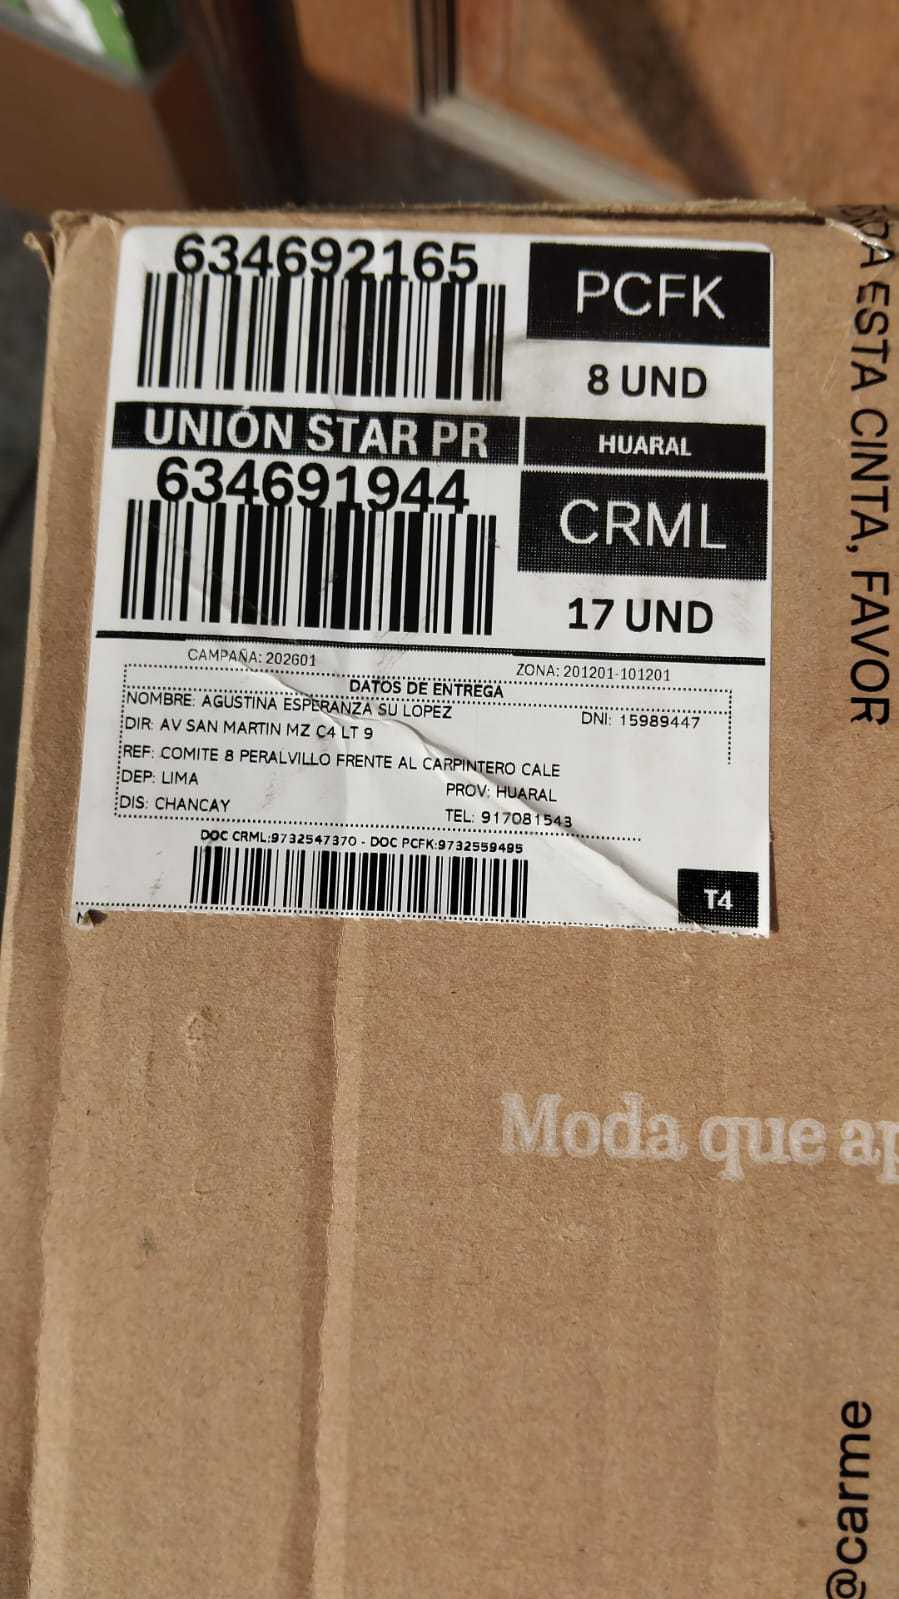 634692165
PCFK
8 UND
UNIÓN STAR PR
HUARAL
634691944
CRML
17 UND
CAMPAÑA: 202601
ZONA: 201201-101201
DATOS DE ENTREGA
NOMBRE: AGUSTINA ESPERANZA SU LOPEZ
DNI: 15989447
DIR: AV SAN MARTIN MZ C4 LT 9
REF: COMITE 8 PERALVILLO FRENTE AL CARPINTERO CALE
DEP: LIMA
PROV: HUARAL
DIS: CHANCAY
TEL: 917081543
DOC CRML:9732547370 - DOC PCFK:9732559495
T4
ESTA CINTA, FAVOR
Moda que ap
@carme